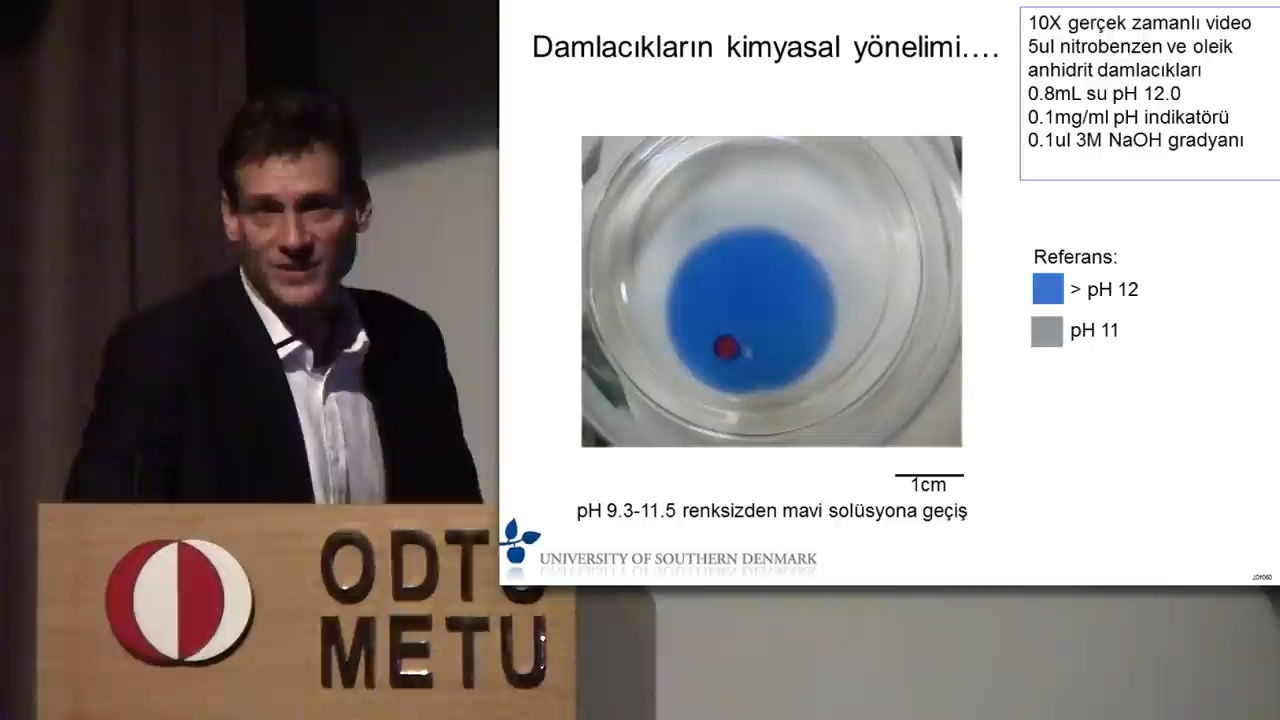 Damlacıkların kimyasal yönelimi....
10X gerçek zamanlı video
5ul nitrobenzen ve oleik
anhidrit damlacıkları
0.8mL su pH 12.0
0.1mg/ml pH indikatörü
0.1ul 3M NaOH gradyanı
Referans:
> pH 12
pH 11
1cm
pH 9.3-11.5 renksizden mavi solüsyona geçiş
UNIVERSITY OF SOUTHERN DENMARK
ODTÜ
METU